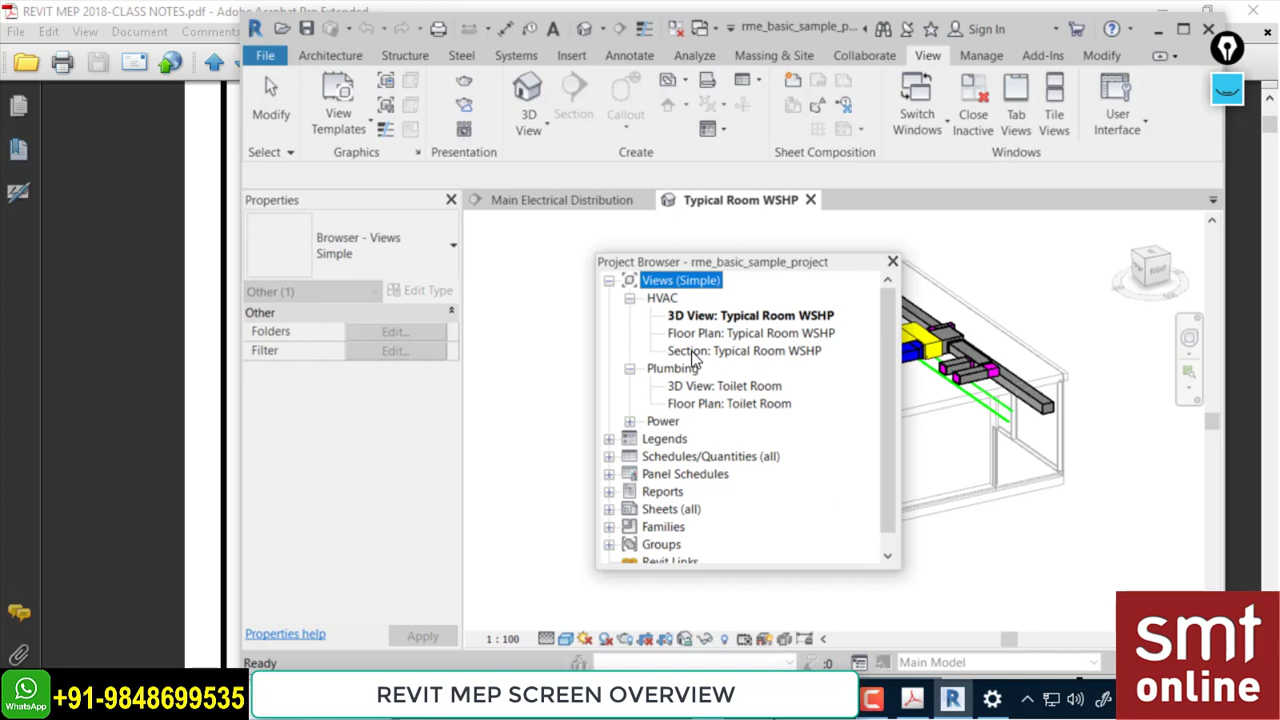 REVIT MEP 2018-CLASS NOTES.pdf - Adobe Acrobat Pro Extended
File Edit View Document Comments
rme_basic_sample_p...
Sign In
File Architecture Structure Steel Systems Insert Annotate Analyze Massing & Site Collaborate View Manage Add-Ins Modify
Modify
View Templates
3D View
Section
Callout
Switch Windows
Close Inactive
Tab Views
Tile Views
User Interface
Select
Graphics
Presentation
Create
Sheet Composition
Windows
Properties
Main Electrical Distribution
Typical Room WSHP
Browser - Views
Simple
Other (1)
Edit Type
Other
Folders
Edit...
Filter
Edit...
Properties help
Apply
RIGHT
Project Browser - rme_basic_sample_project
Views (Simple)
HVAC
3D View: Typical Room WSHP
Floor Plan: Typical Room WSHP
Section: Typical Room WSHP
Plumbing
3D View: Toilet Room
Floor Plan: Toilet Room
Power
Legends
Schedules/Quantities (all)
Panel Schedules
Reports
Sheets (all)
Families
Groups
Revit Links
1 : 100
Ready
:0
Main Model
WhatsApp
+91-9848699535
REVIT MEP SCREEN OVERVIEW
smt
online